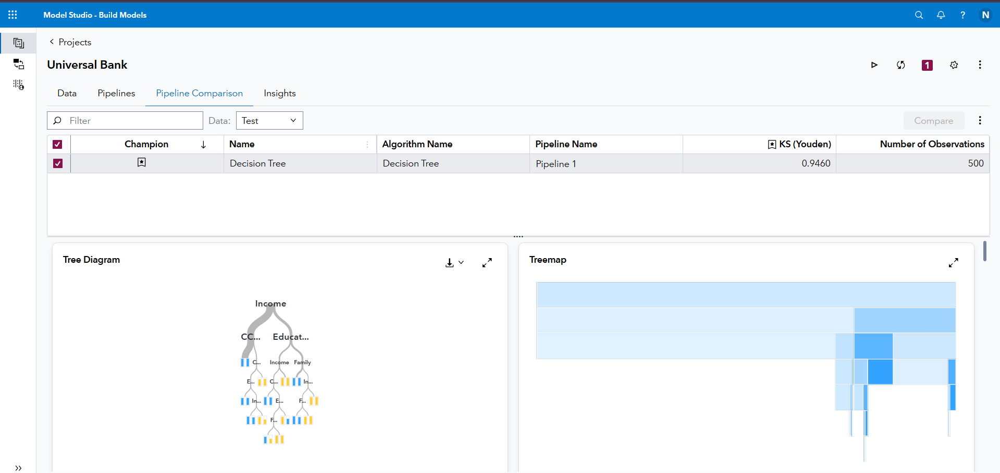 Model Studio - Build Models
?
N
Projects
Universal Bank
1
Data Pipelines Pipeline Comparison Insights
Filter Data: Test Compare
Champion Name Algorithm Name Pipeline Name KS (Youden) Number of Observations
Decision Tree Decision Tree Pipeline 1 0.9460 500
Tree Diagram
Treemap
Income
CC... Educat...
C... Income Family
E... C... In...
In... E... F...
F...